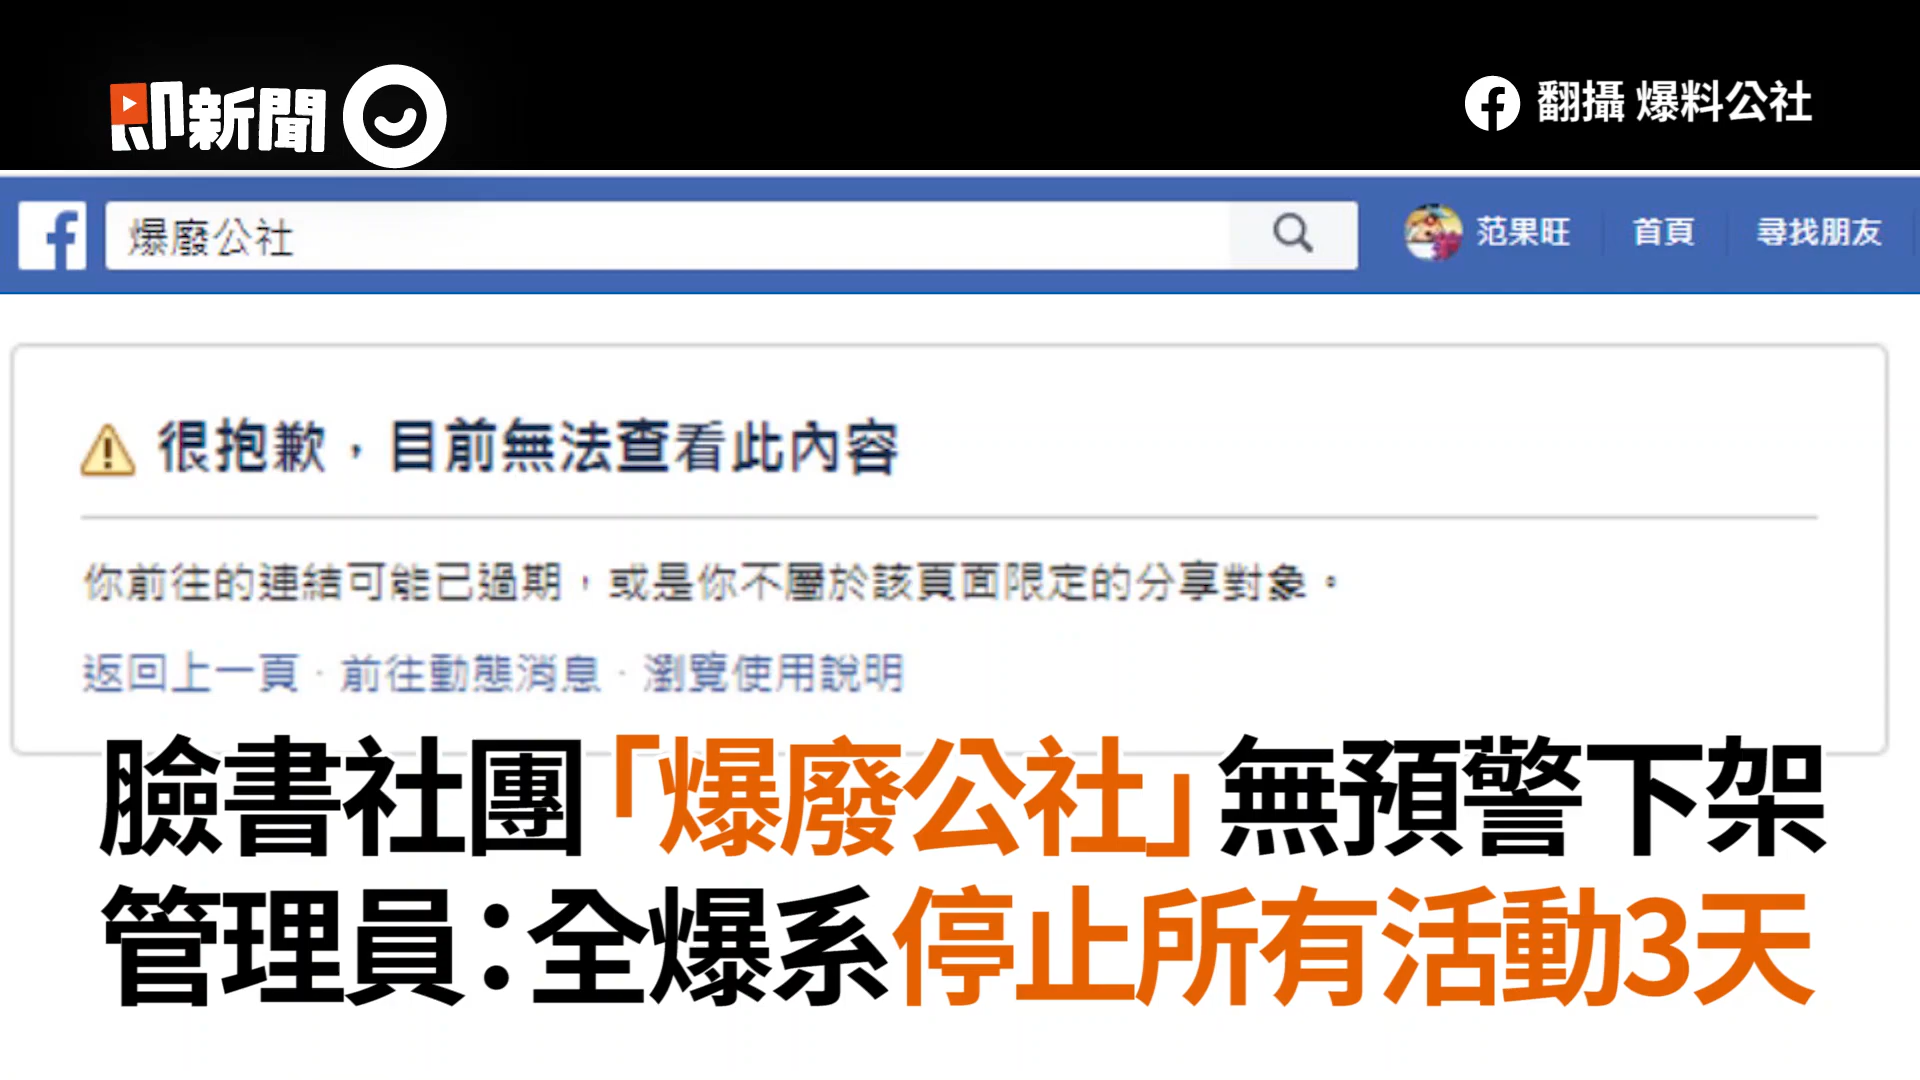 即新聞
翻攝 爆料公社
爆廢公社
范果旺 首頁 尋找朋友
很抱歉，目前無法查看此內容
你前往的連結可能已過期，或是你不屬於該頁面限定的分享對象。
返回上一頁 · 前往動態消息 · 瀏覽使用說明
臉書社團「爆廢公社」無預警下架
管理員：全爆系停止所有活動3天